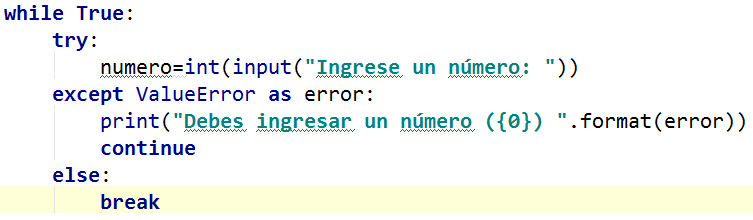 while True:
    try:
        numero=int(input("Ingrese un número: "))
    except ValueError as error:
        print("Debes ingresar un número ({0}) ".format(error))
        continue
    else:
        break